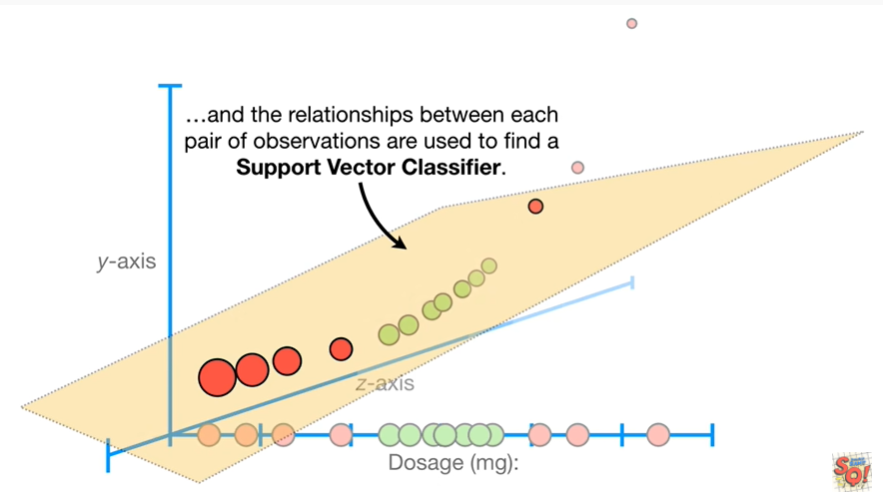 …and the relationships between each
pair of observations are used to find a
Support Vector Classifier.
y-axis
z-axis
Dosage (mg):
SQ!